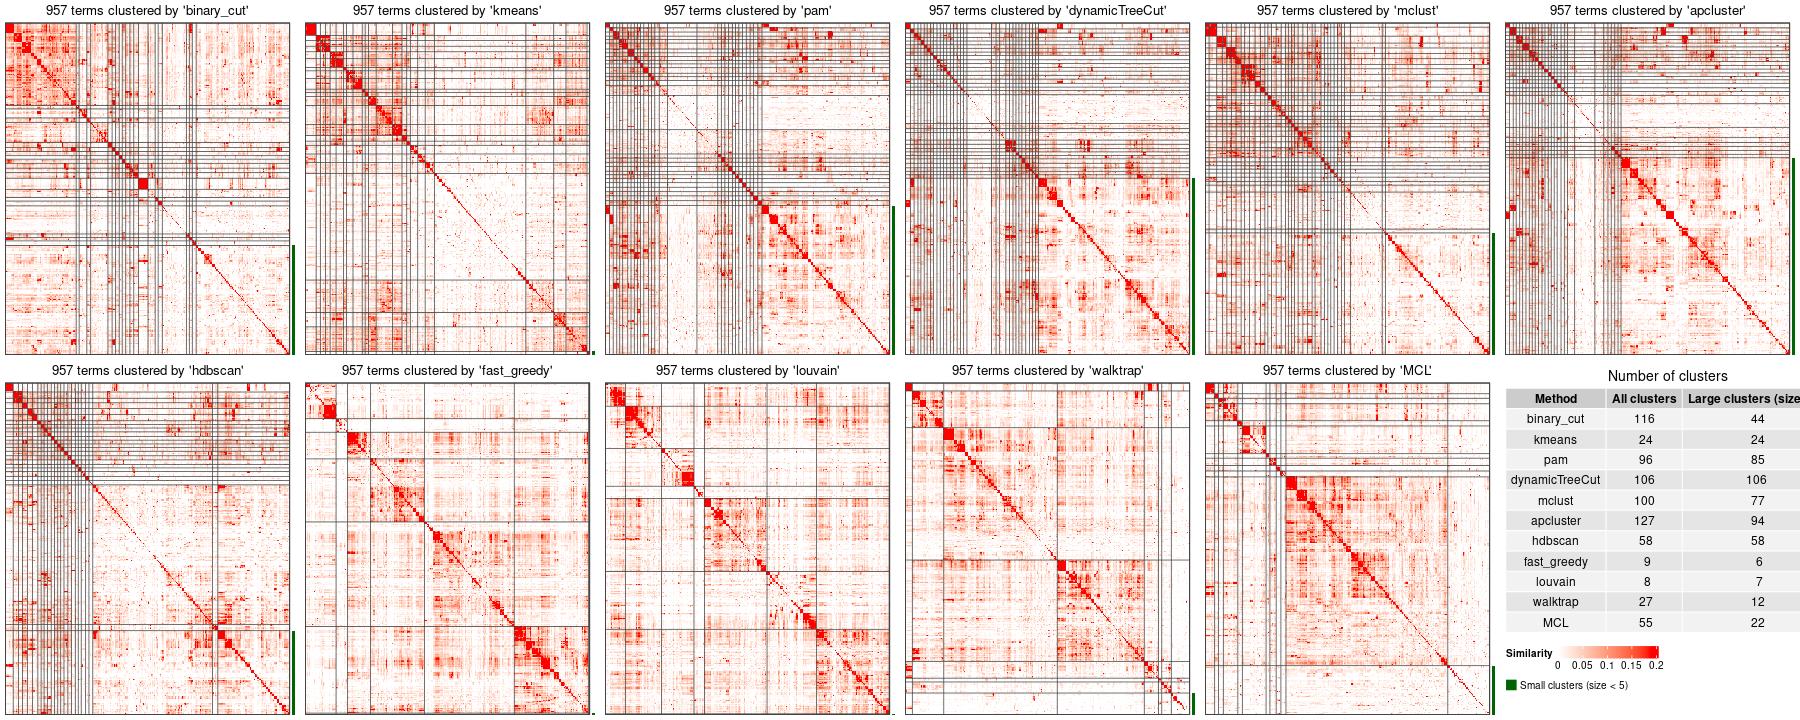 957 terms clustered by 'binary_cut'
957 terms clustered by 'kmeans'
957 terms clustered by 'pam'
957 terms clustered by 'dynamicTreeCut'
957 terms clustered by 'mclust'
957 terms clustered by 'apcluster'
957 terms clustered by 'hdbscan'
957 terms clustered by 'fast_greedy'
957 terms clustered by 'louvain'
957 terms clustered by 'walktrap'
957 terms clustered by 'MCL'
Number of clusters
Method All clusters Large clusters (size
binary_cut 116 44
kmeans 24 24
pam 96 85
dynamicTreeCut 106 106
mclust 100 77
apcluster 127 94
hdbscan 58 58
fast_greedy 9 6
louvain 8 7
walktrap 27 12
MCL 55 22
Similarity
0 0.05 0.1 0.15 0.2
Small clusters (size < 5)